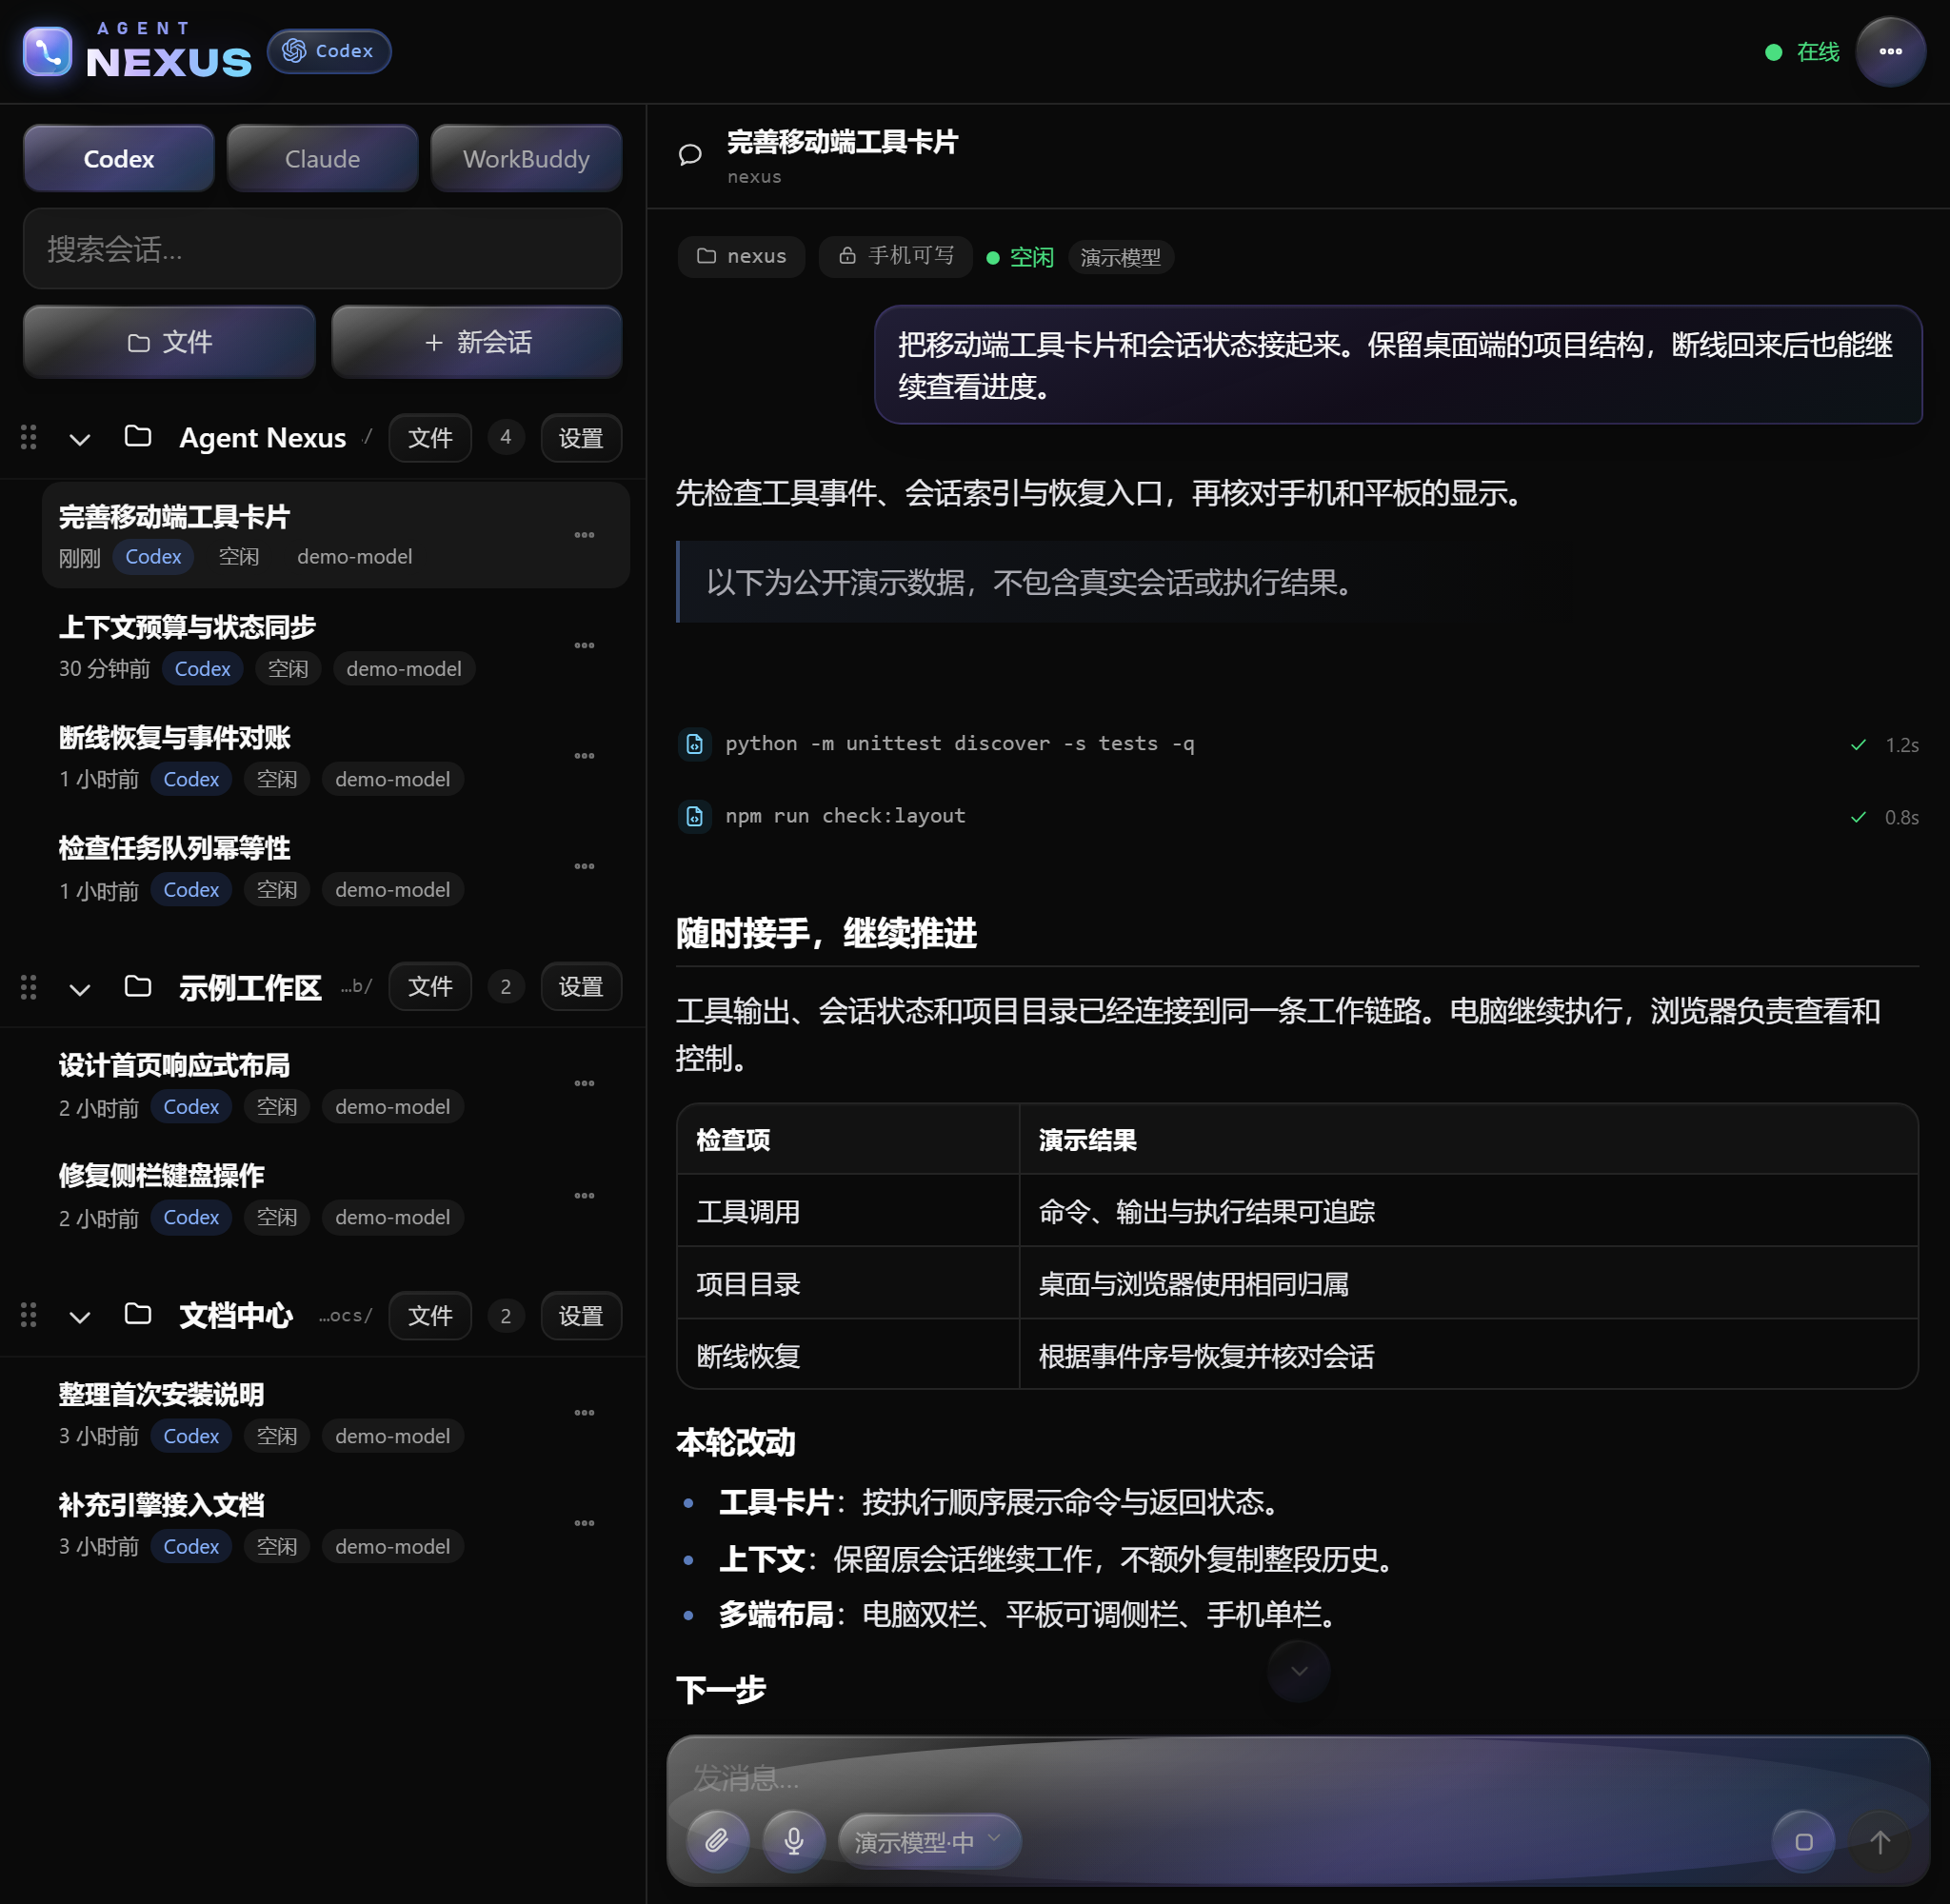 AGENT
NEXUS
Codex
在线
Codex
Claude
WorkBuddy
搜索会话...
文件
+ 新会话
Agent Nexus
/
文件
4
设置
完善移动端工具卡片
刚刚 Codex 空闲 demo-model
上下文预算与状态同步
30 分钟前 Codex 空闲 demo-model
断线恢复与事件对账
1 小时前 Codex 空闲 demo-model
检查任务队列幂等性
1 小时前 Codex 空闲 demo-model
示例工作区
…b/
文件
2
设置
设计首页响应式布局
2 小时前 Codex 空闲 demo-model
修复侧栏键盘操作
2 小时前 Codex 空闲 demo-model
文档中心
…ocs/
文件
2
设置
整理首次安装说明
3 小时前 Codex 空闲 demo-model
补充引擎接入文档
3 小时前 Codex 空闲 demo-model
完善移动端工具卡片
nexus
nexus
手机可写
空闲
演示模型
把移动端工具卡片和会话状态接起来。保留桌面端的项目结构，断线回来后也能继
续查看进度。
先检查工具事件、会话索引与恢复入口，再核对手机和平板的显示。
以下为公开演示数据，不包含真实会话或执行结果。
python -m unittest discover -s tests -q
1.2s
npm run check:layout
0.8s
随时接手，继续推进
工具输出、会话状态和项目目录已经连接到同一条工作链路。电脑继续执行，浏览器负责查看和
控制。
检查项 演示结果
工具调用 命令、输出与执行结果可追踪
项目目录 桌面与浏览器使用相同归属
断线恢复 根据事件序号恢复并核对会话
本轮改动
工具卡片：按执行顺序展示命令与返回状态。
上下文：保留原会话继续工作，不额外复制整段历史。
多端布局：电脑双栏、平板可调侧栏、手机单栏。
下一步
发消息...
演示模型·中